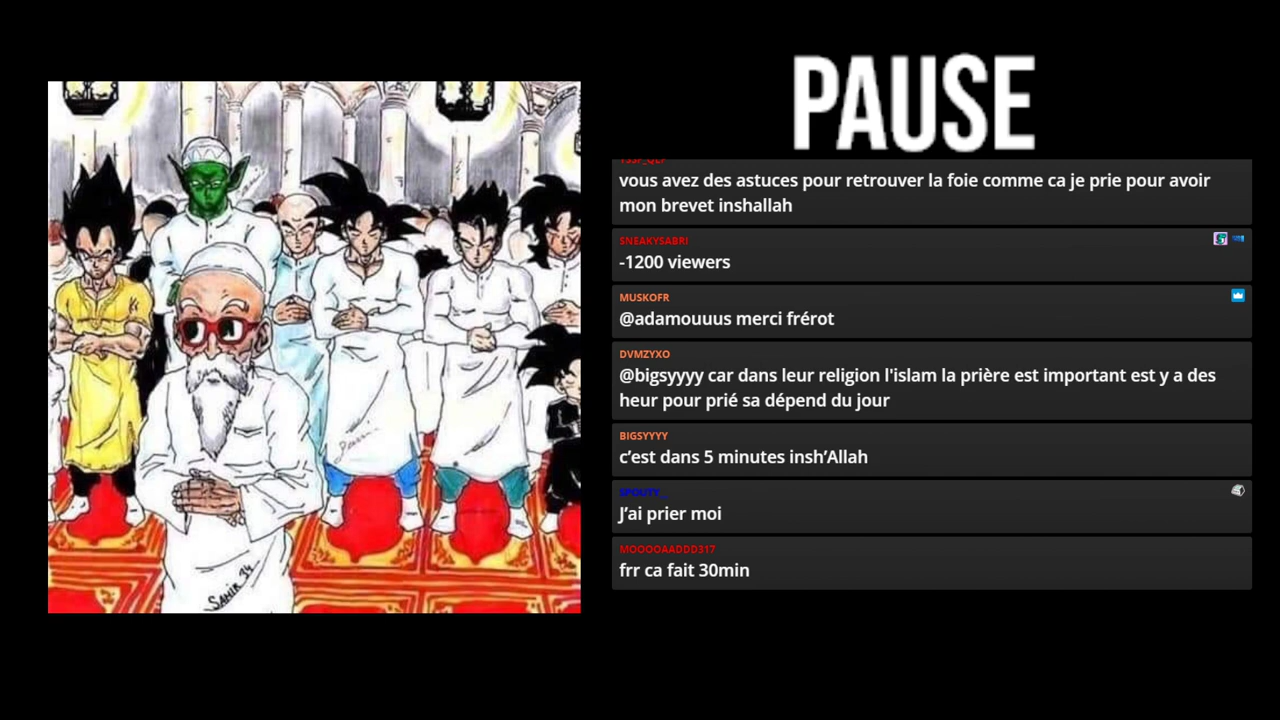 PAUSE
vous avez des astuces pour retrouver la foie comme ca je prie pour avoir
mon brevet inshallah
SNEAKYSABRI
-1200 viewers
MUSKOFR
@adamouuus merci frérot
DVMZYXO
@bigsyyyy car dans leur religion l'islam la prière est important est y a des
heur pour prié sa dépend du jour
BIGSYYYY
c’est dans 5 minutes insh’Allah
SPOUTY_
J’ai prier moi
MOOOOAADDD317
frr ca fait 30min
SAHIR 34